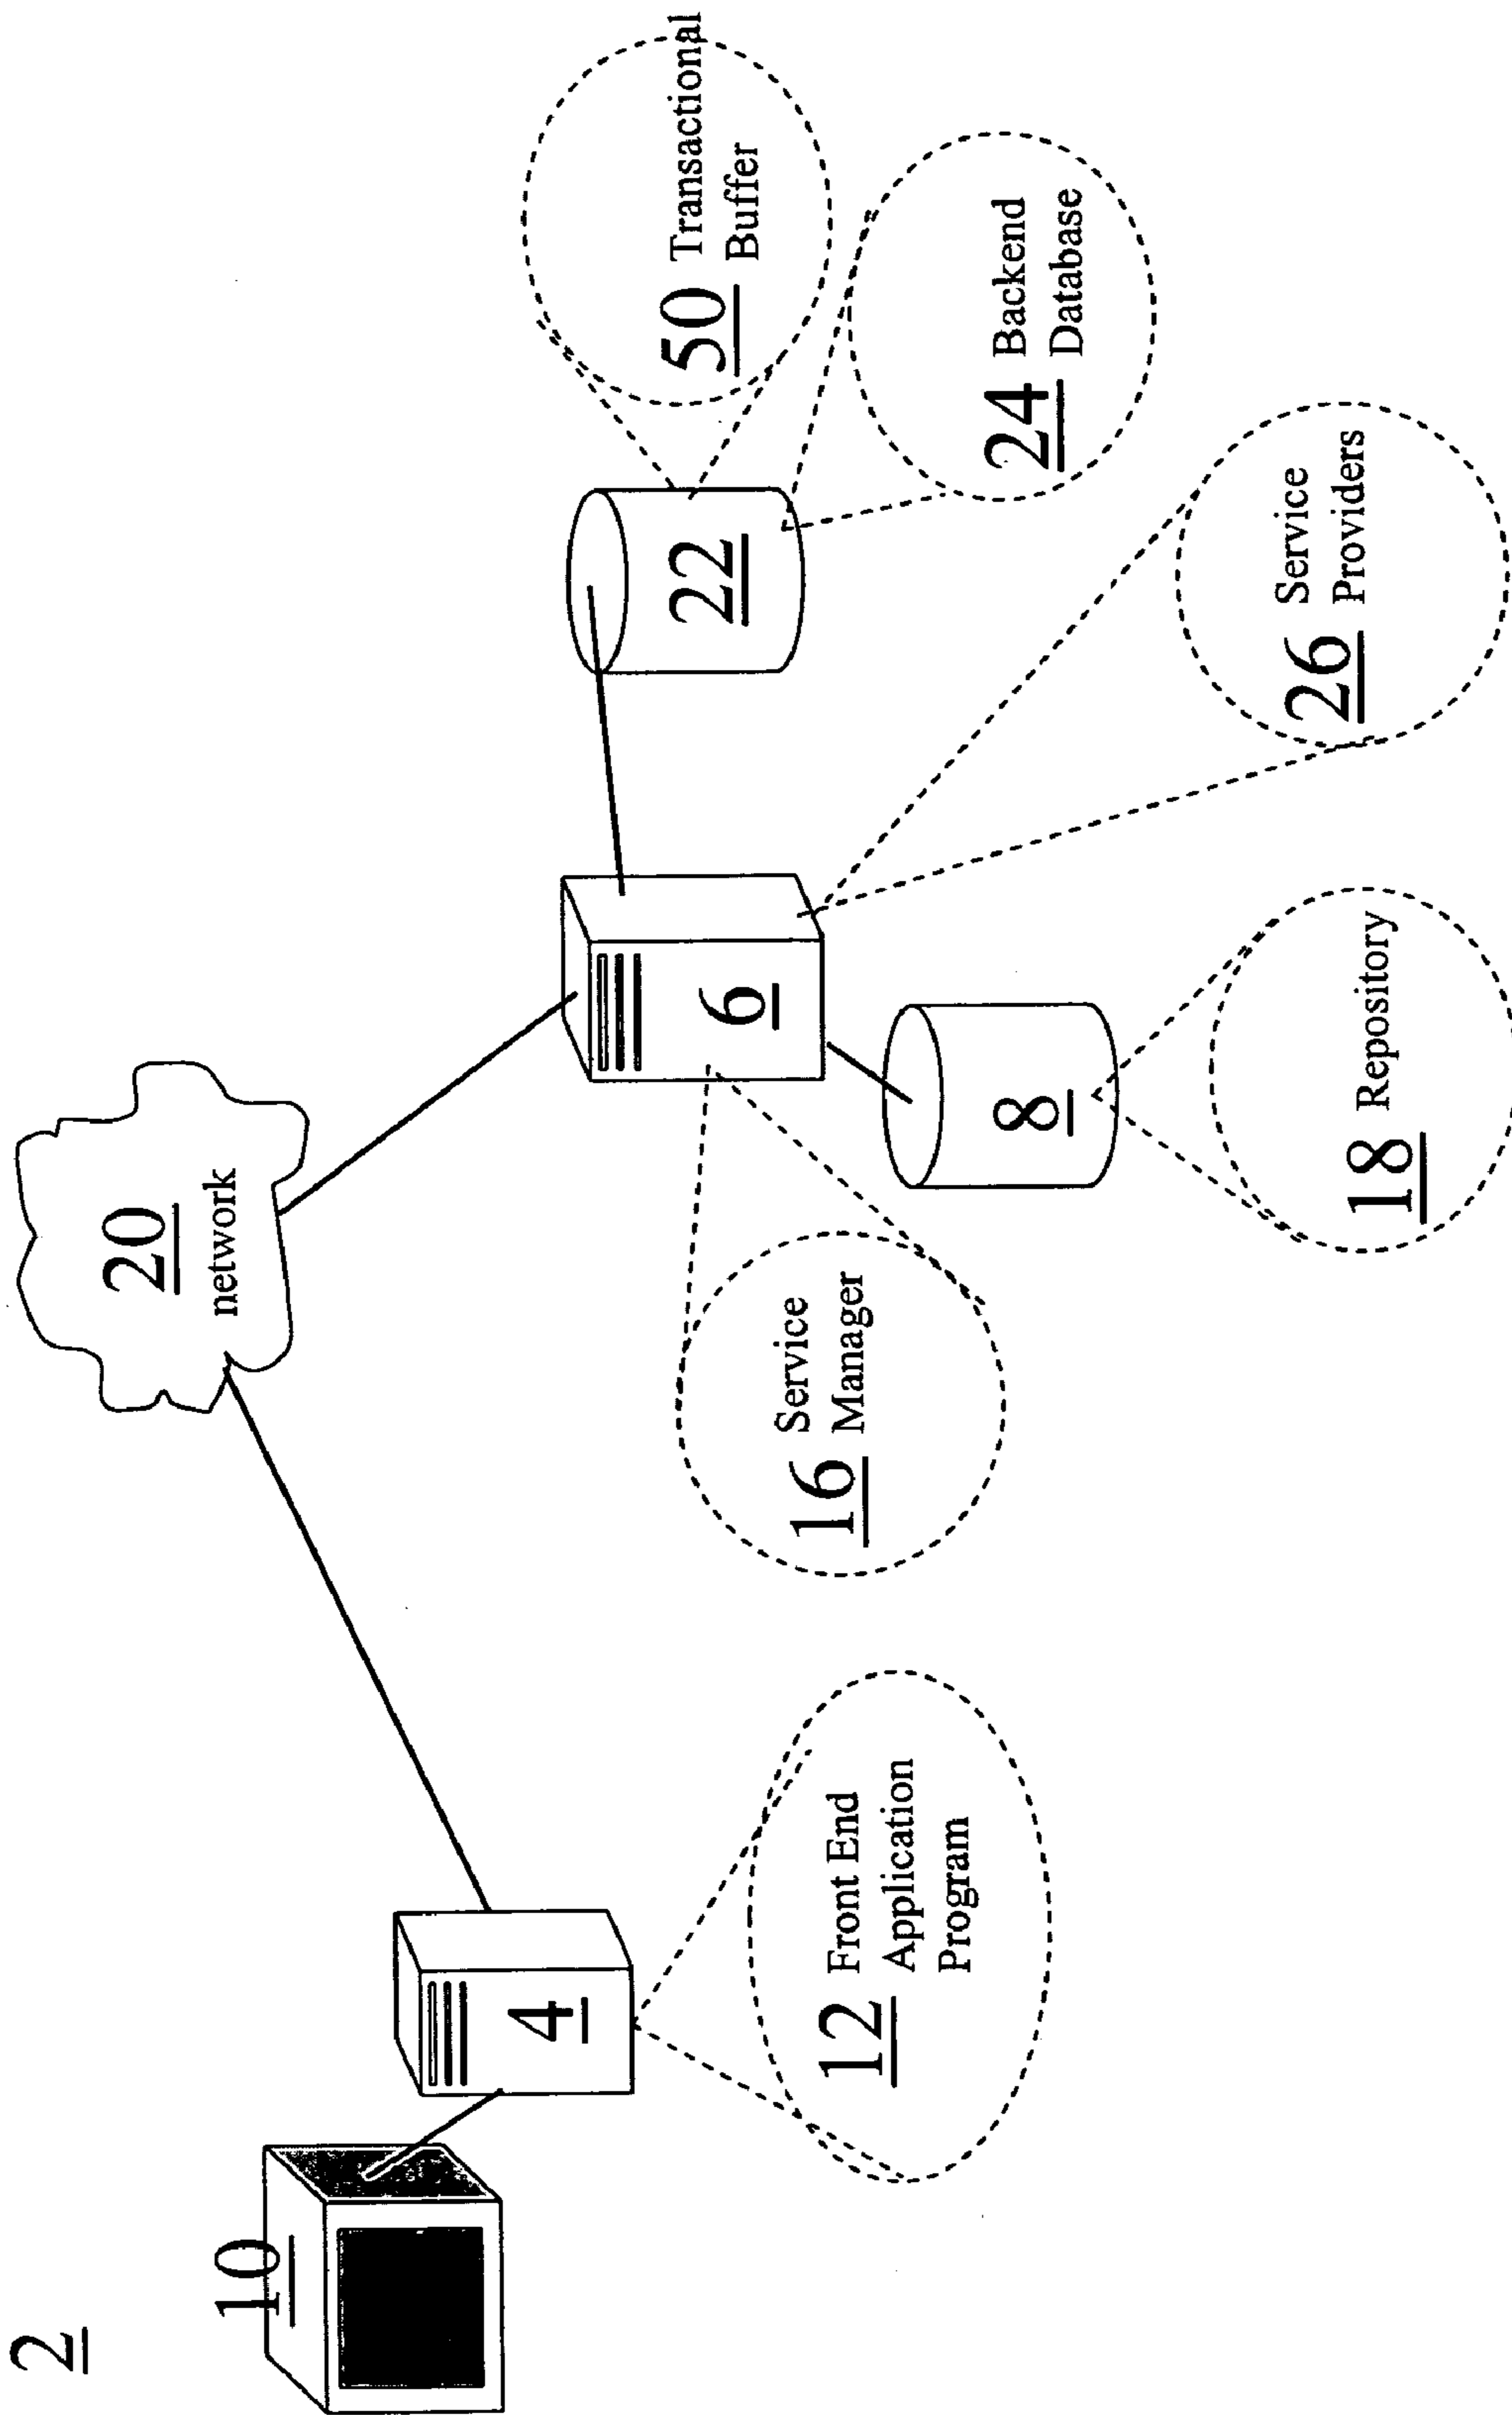 2
10
4
12 Front End
Application
Program
20
network
16 Service
Manager
6
8
18 Repository
22
50 Transactional
Buffer
24 Backend
Database
26 Service
Providers